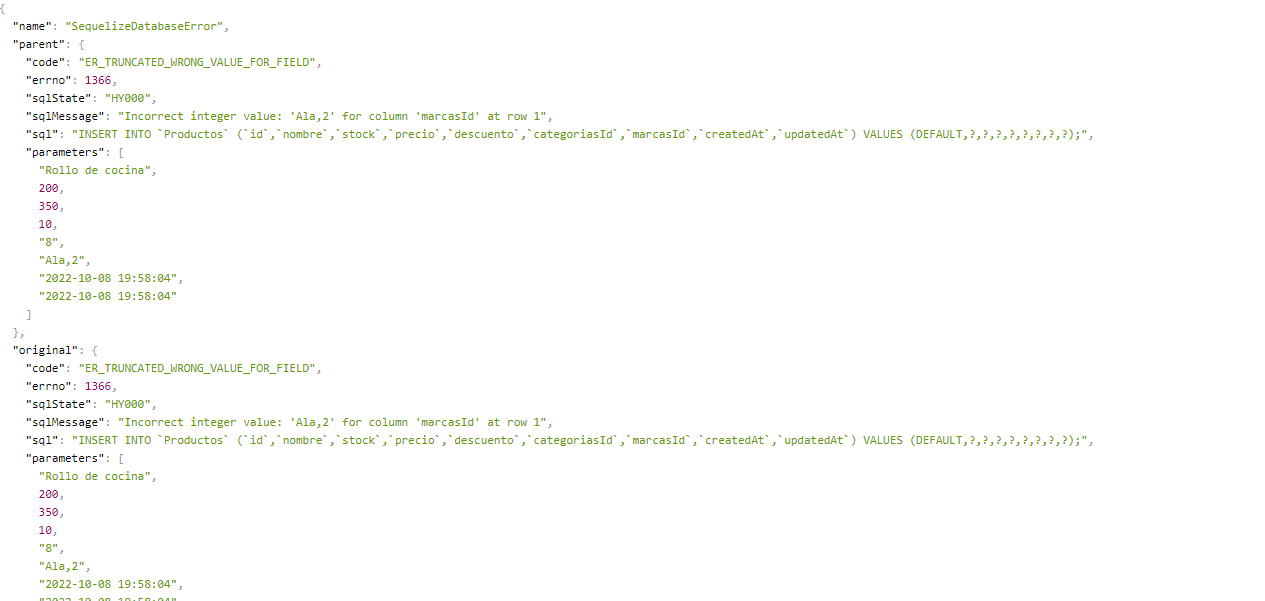 {
"name": "SequelizeDatabaseError",
"parent": {
"code": "ER_TRUNCATED_WRONG_VALUE_FOR_FIELD",
"errno": 1366,
"sqlState": "HY000",
"sqlMessage": "Incorrect integer value: 'Ala,2' for column 'marcasId' at row 1",
"sql": "INSERT INTO `Productos` (`id`,`nombre`,`stock`,`precio`,`descuento`,`categoriasId`,`marcasId`,`createdAt`,`updatedAt`) VALUES (DEFAULT,?,?,?,?,?,?,?,?);",
"parameters": [
"Rollo de cocina",
200,
350,
10,
"8",
"Ala,2",
"2022-10-08 19:58:04",
"2022-10-08 19:58:04"
]
},
"original": {
"code": "ER_TRUNCATED_WRONG_VALUE_FOR_FIELD",
"errno": 1366,
"sqlState": "HY000",
"sqlMessage": "Incorrect integer value: 'Ala,2' for column 'marcasId' at row 1",
"sql": "INSERT INTO `Productos` (`id`,`nombre`,`stock`,`precio`,`descuento`,`categoriasId`,`marcasId`,`createdAt`,`updatedAt`) VALUES (DEFAULT,?,?,?,?,?,?,?,?);",
"parameters": [
"Rollo de cocina",
200,
350,
10,
"8",
"Ala,2",
"2022-10-08 19:58:04",